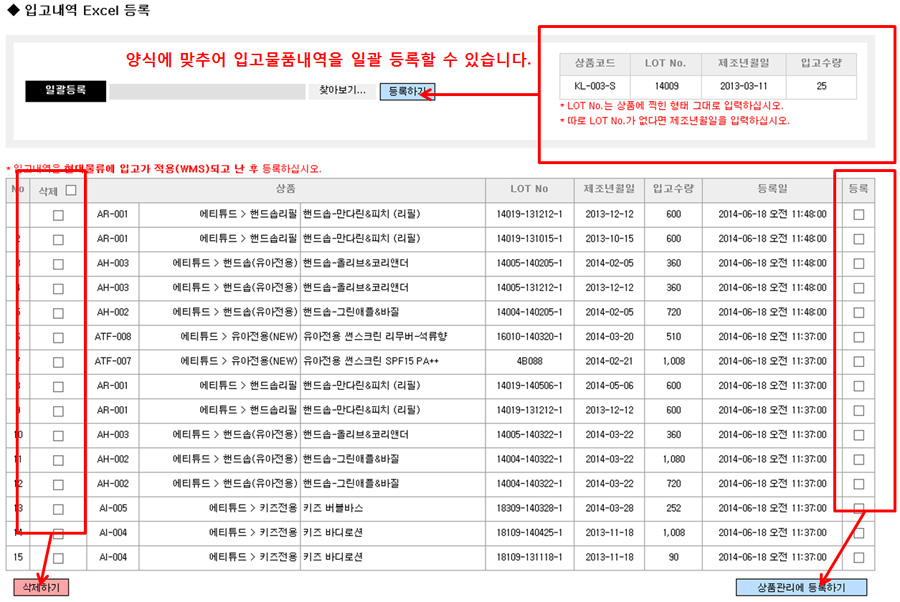 ◆ 입고내역 Excel 등록
양식에 맞추어 입고물품내역을 일괄 등록할 수 있습니다.
일괄등록 찾아보기... 등록하기
상품코드 LOT No. 제조년월일 입고수량
KL-003-S 14009 2013-03-11 25
* LOT No.는 상품에 찍힌 형태 그대로 입력하십시오.
* 따로 LOT No.가 없다면 제조년월일을 입력하십시오.
* 입고내역을 현대물류에 입고가 적용(WMS)되고 난 후 등록하십시오.
No 삭제 상품 LOT No 제조년월일 입고수량 등록일 등록
AR-001 에티튜드 > 핸드솝리필 핸드솝-만다린&피치 (리필) 14019-131212-1 2013-12-12 600 2014-06-18 오전 11:48:00
2 AR-001 에티튜드 > 핸드솝리필 핸드솝-만다린&피치 (리필) 14019-131015-1 2013-10-15 600 2014-06-18 오전 11:48:00
3 AH-003 에티튜드 > 핸드솝(유아전용) 핸드솝-올리브&코리앤더 14005-140205-1 2014-02-05 360 2014-06-18 오전 11:48:00
4 AH-003 에티튜드 > 핸드솝(유아전용) 핸드솝-올리브&코리앤더 14005-131212-1 2013-12-12 360 2014-06-18 오전 11:48:00
5 AH-002 에티튜드 > 핸드솝(유아전용) 핸드솝-그린애플&바질 14004-140205-1 2014-02-05 720 2014-06-18 오전 11:48:00
6 ATF-008 에티튜드 > 유아전용(NEW) 유아전용 썬스크린 리무버-석류향 16010-140320-1 2014-03-20 510 2014-06-18 오전 11:37:00
7 ATF-007 에티튜드 > 유아전용(NEW) 유아전용 썬스크린 SPF15 PA++ 4B088 2014-02-21 1,008 2014-06-18 오전 11:37:00
8 AR-001 에티튜드 > 핸드솝리필 핸드솝-만다린&피치 (리필) 14019-140506-1 2014-05-06 600 2014-06-18 오전 11:37:00
9 AR-001 에티튜드 > 핸드솝리필 핸드솝-만다린&피치 (리필) 14019-131212-1 2013-12-12 600 2014-06-18 오전 11:37:00
10 AH-003 에티튜드 > 핸드솝(유아전용) 핸드솝-올리브&코리앤더 14005-140322-1 2014-03-22 360 2014-06-18 오전 11:37:00
11 AH-002 에티튜드 > 핸드솝(유아전용) 핸드솝-그린애플&바질 14004-140322-1 2014-03-22 1,080 2014-06-18 오전 11:37:00
12 AH-002 에티튜드 > 핸드솝(유아전용) 핸드솝-그린애플&바질 14004-140322-1 2014-03-22 720 2014-06-18 오전 11:37:00
13 AI-005 에티튜드 > 키즈전용 키즈 버블바스 18309-140328-1 2014-03-28 252 2014-06-18 오전 11:37:00
14 AI-004 에티튜드 > 키즈전용 키즈 바디로션 18109-140425-1 2013-11-18 1,008 2014-06-18 오전 11:37:00
15 AI-004 에티튜드 > 키즈전용 키즈 바디로션 18109-131118-1 2013-11-18 90 2014-06-18 오전 11:37:00
삭제하기 상품관리에 등록하기